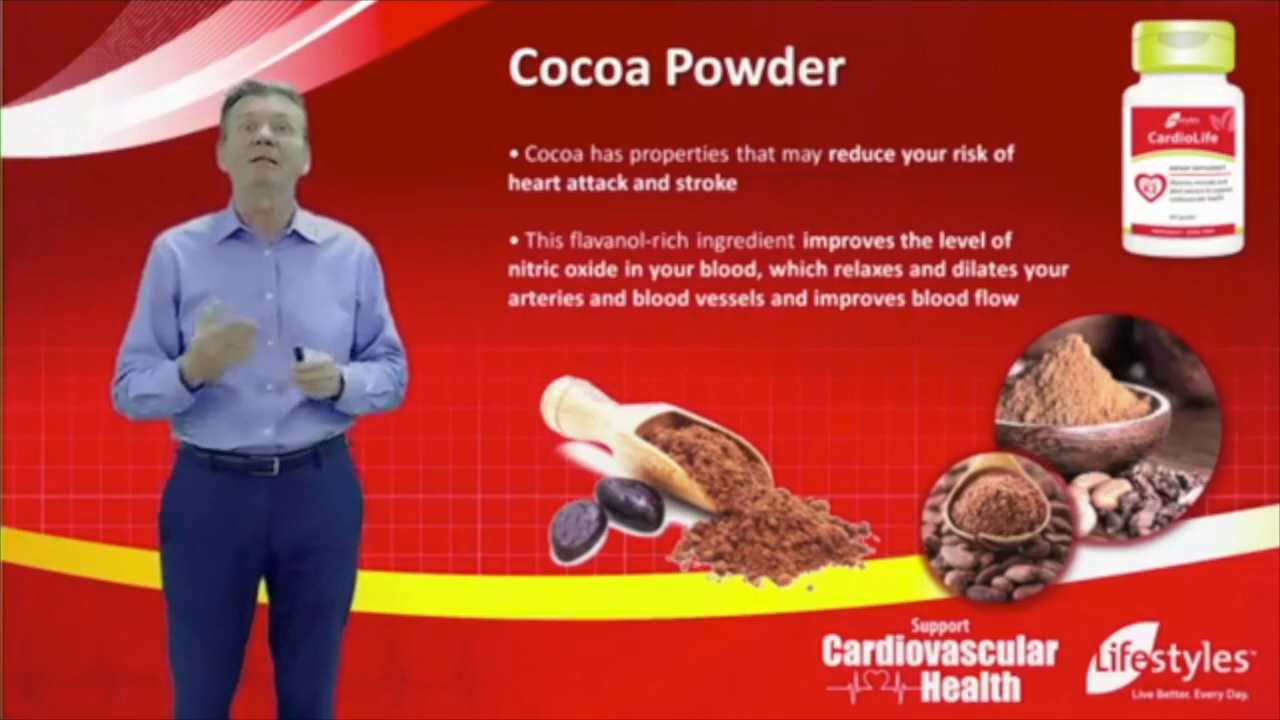 Cocoa Powder
• Cocoa has properties that may reduce your risk of
heart attack and stroke
• This flavanol-rich ingredient improves the level of
nitric oxide in your blood, which relaxes and dilates your
arteries and blood vessels and improves blood flow
Lifestyles
CardioLife
K2
Support
Cardiovascular
Health
Lifestyles™
Live Better. Every Day.